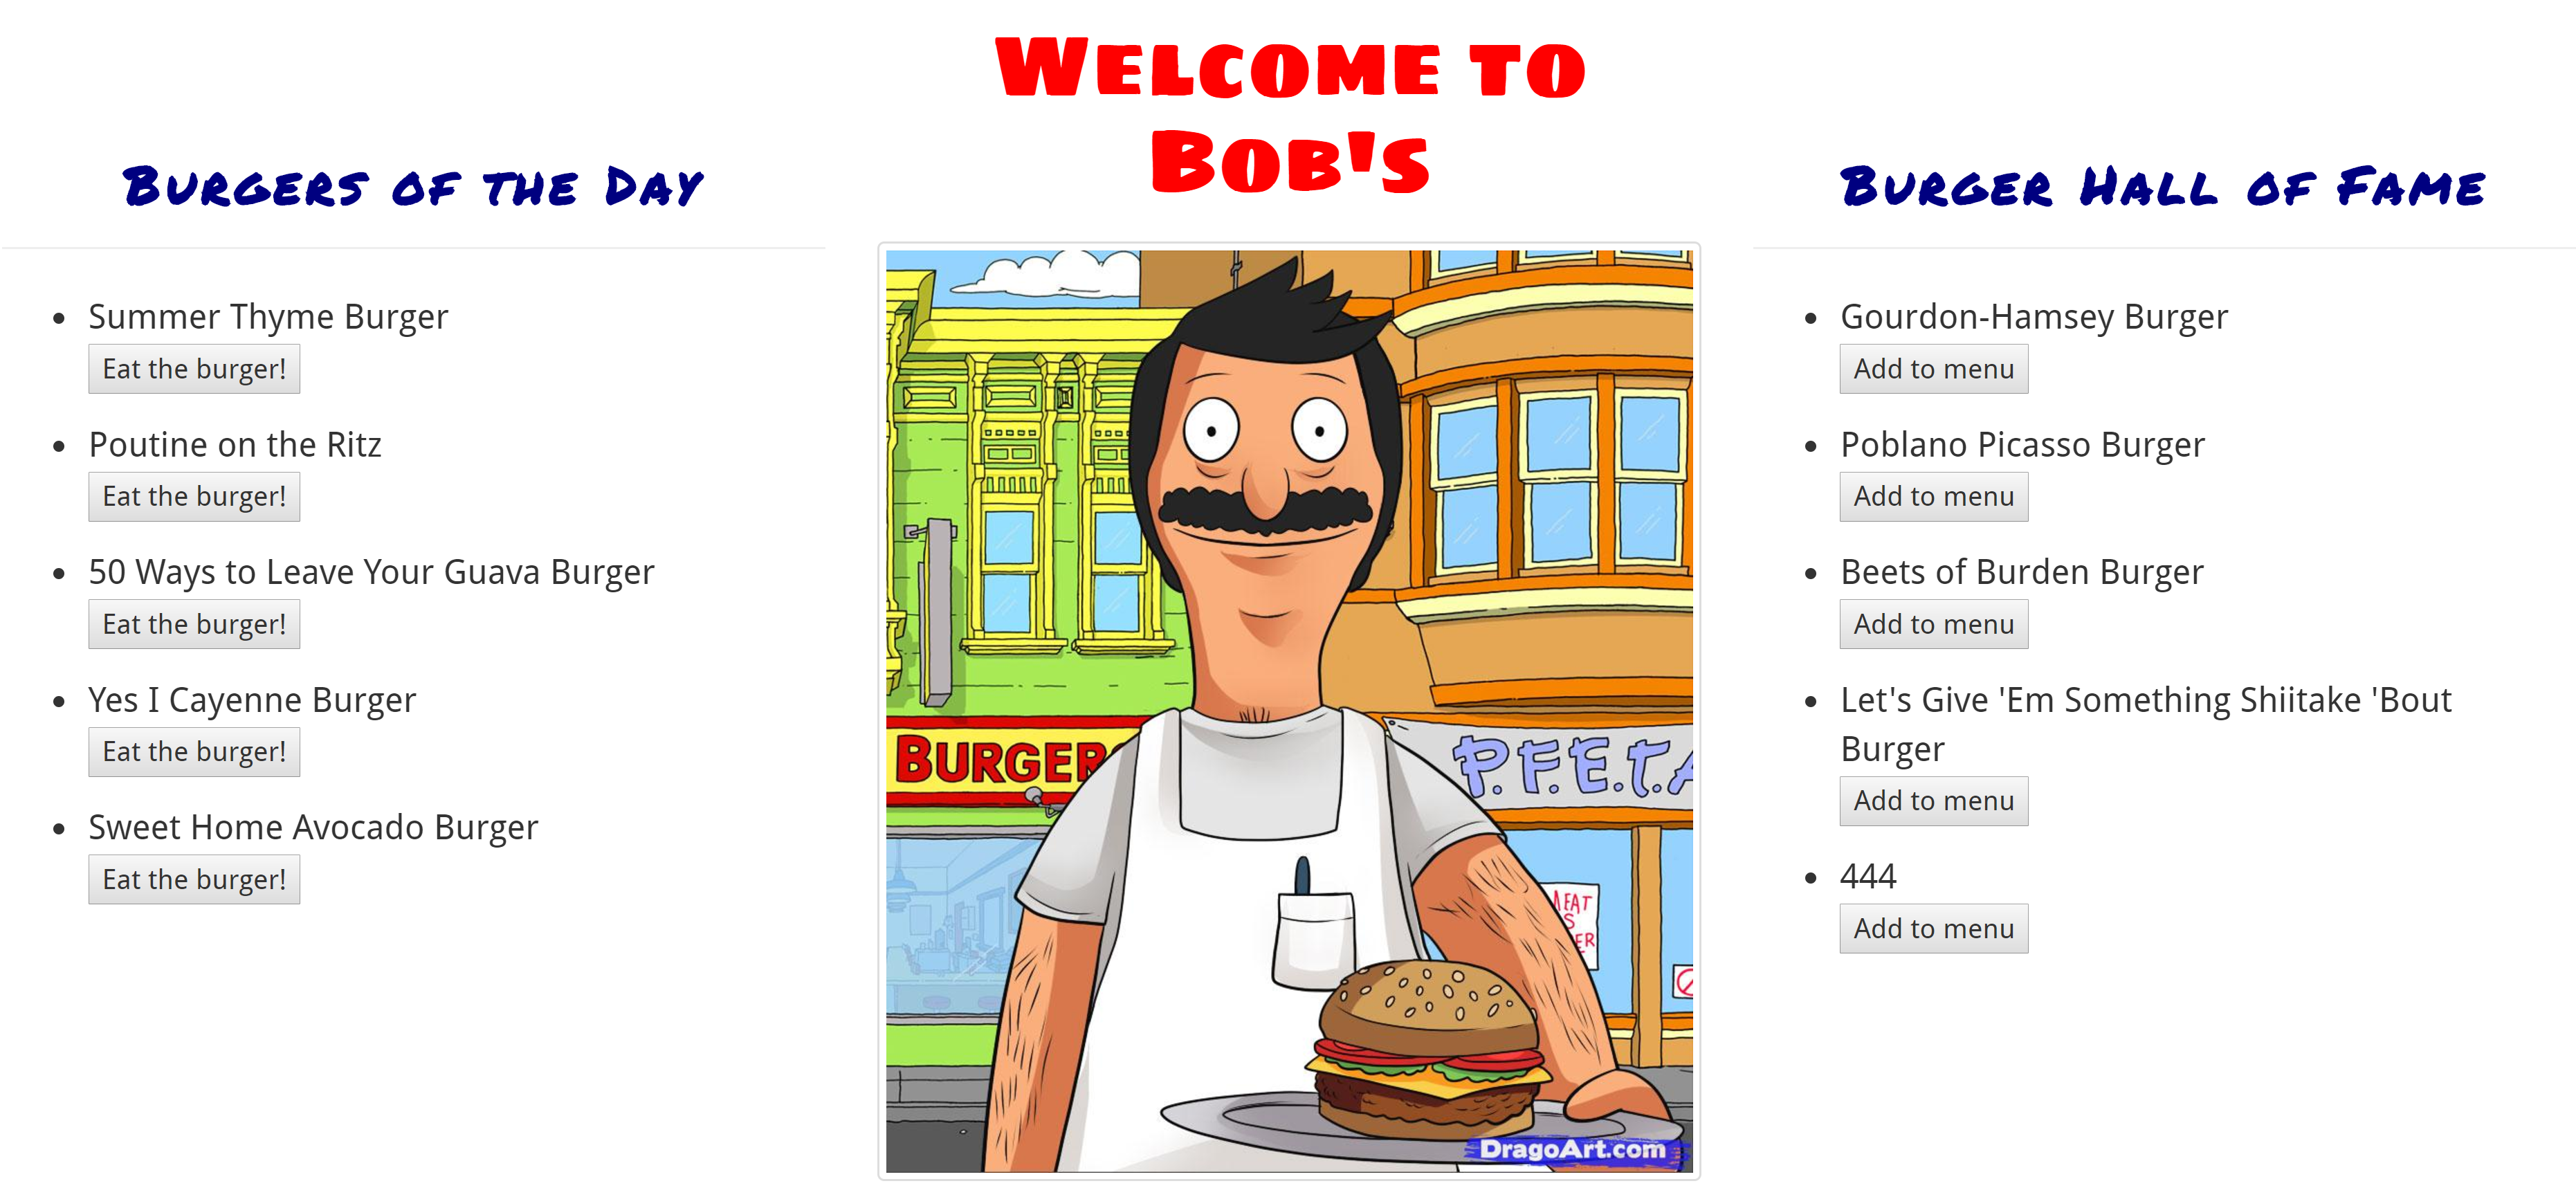 Welcome to
Bob's
Burgers of the Day
Summer Thyme Burger
Eat the burger!
Poutine on the Ritz
Eat the burger!
50 Ways to Leave Your Guava Burger
Eat the burger!
Yes I Cayenne Burger
Eat the burger!
Sweet Home Avocado Burger
Eat the burger!
BURGER
P.F.E.T.A
EAT
S
ER
DragoArt.com
Burger Hall of Fame
Gourdon-Hamsey Burger
Add to menu
Poblano Picasso Burger
Add to menu
Beets of Burden Burger
Add to menu
Let's Give 'Em Something Shiitake 'Bout
Burger
Add to menu
444
Add to menu